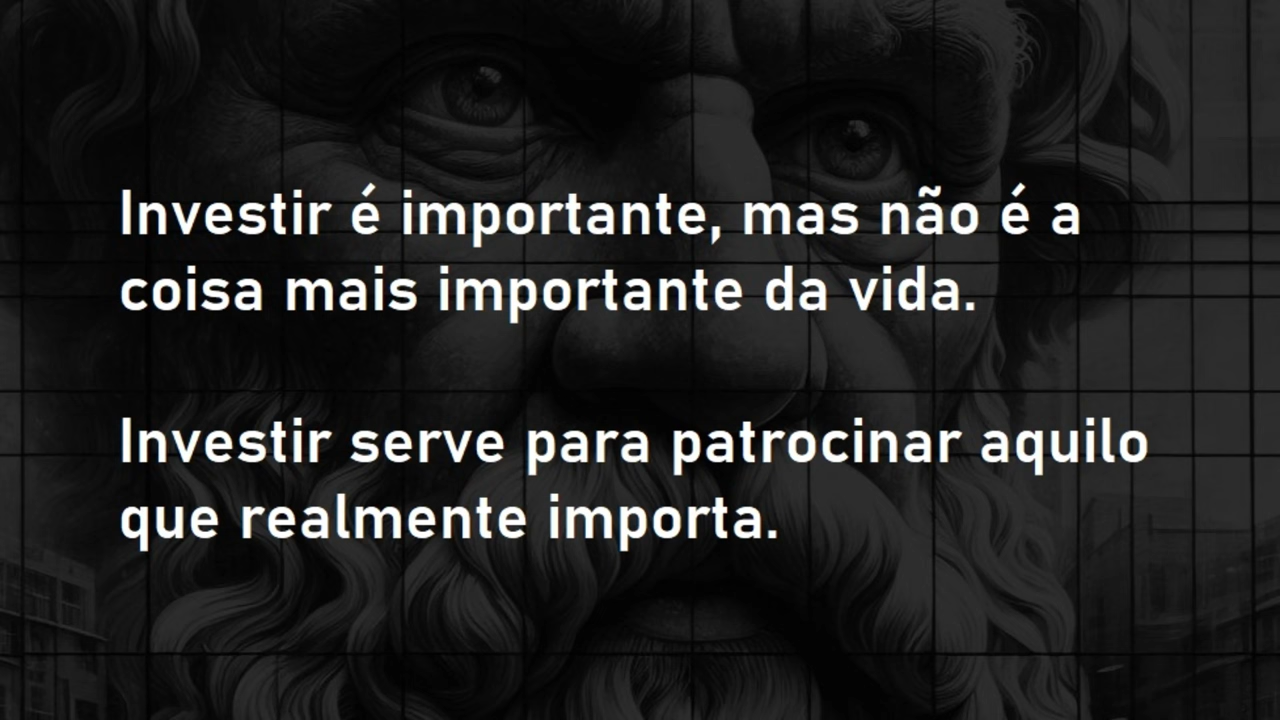 Investir é importante, mas não é a
coisa mais importante da vida.
Investir serve para patrocinar aquilo
que realmente importa.